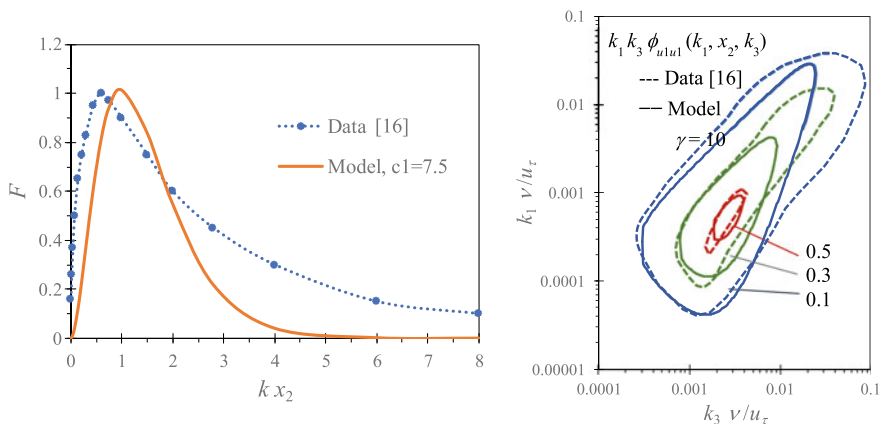 1.2
1
0.8
0.6
0.4
0.2
0
F
0 1 2 3 4 5 6 7 8
k x₂
Data [16]
Model, c1=7.5
0.1
0.01
0.001
0.0001
0.00001
k₁ ν/u_τ
k₁ k₃ ϕ_u1u1 (k₁, x₂, k₃)
Data [16]
Model
γ = 10
0.5
0.3
0.1
0.0001 0.001 0.01 0.1
k₃ ν/u_τ